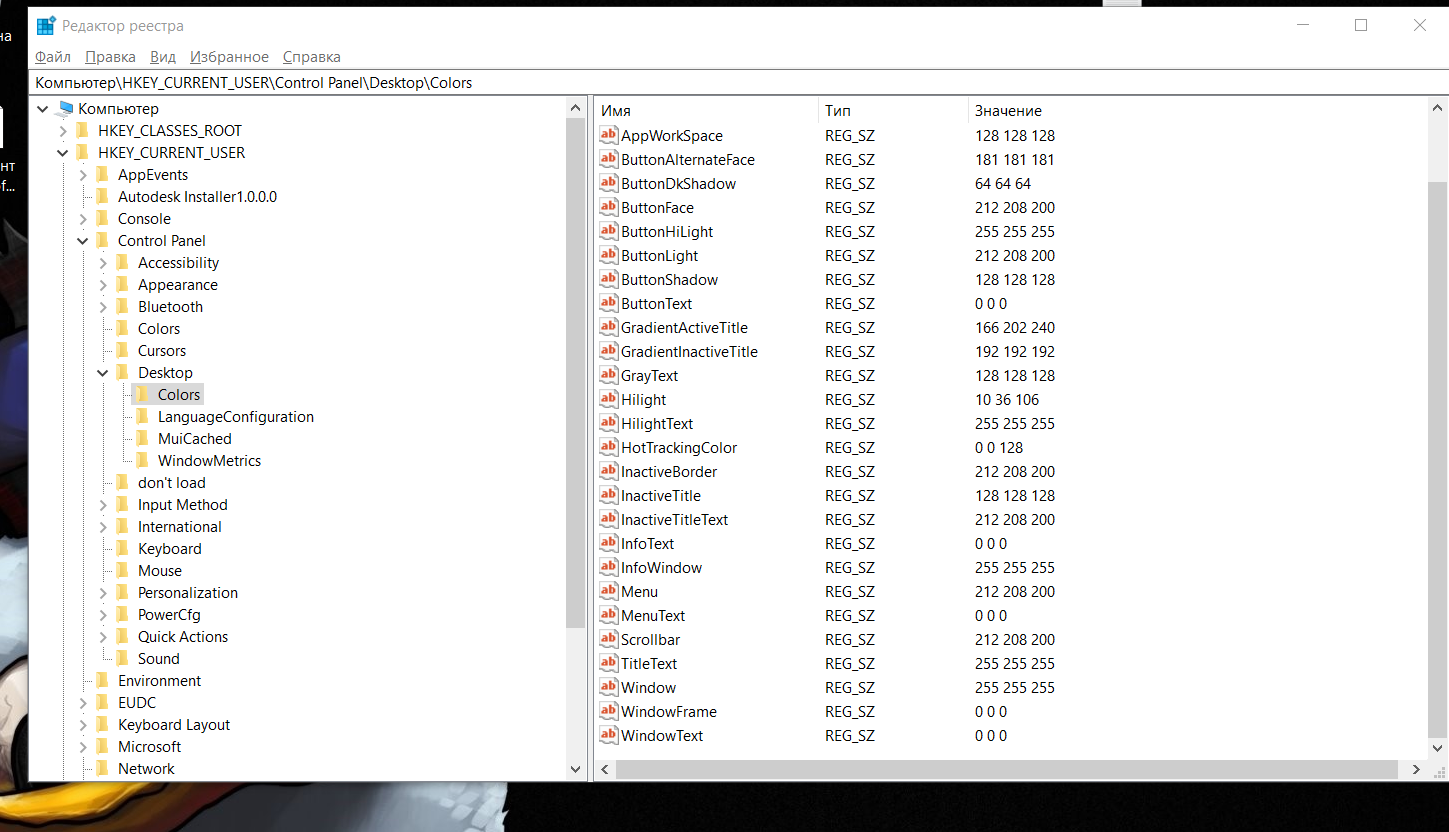 на
нт
of...
Редактор реестра
Файл Правка Вид Избранное Справка
Компьютер\HKEY_CURRENT_USER\Control Panel\Desktop\Colors
Компьютер
HKEY_CLASSES_ROOT
HKEY_CURRENT_USER
AppEvents
Autodesk Installer1.0.0.0
Console
Control Panel
Accessibility
Appearance
Bluetooth
Colors
Cursors
Desktop
Colors
LanguageConfiguration
MuiCached
WindowMetrics
don't load
Input Method
International
Keyboard
Mouse
Personalization
PowerCfg
Quick Actions
Sound
Environment
EUDC
Keyboard Layout
Microsoft
Network
Имя Тип Значение
AppWorkSpace REG_SZ 128 128 128
ButtonAlternateFace REG_SZ 181 181 181
ButtonDkShadow REG_SZ 64 64 64
ButtonFace REG_SZ 212 208 200
ButtonHiLight REG_SZ 255 255 255
ButtonLight REG_SZ 212 208 200
ButtonShadow REG_SZ 128 128 128
ButtonText REG_SZ 0 0 0
GradientActiveTitle REG_SZ 166 202 240
GradientInactiveTitle REG_SZ 192 192 192
GrayText REG_SZ 128 128 128
Hilight REG_SZ 10 36 106
HilightText REG_SZ 255 255 255
HotTrackingColor REG_SZ 0 0 128
InactiveBorder REG_SZ 212 208 200
InactiveTitle REG_SZ 128 128 128
InactiveTitleText REG_SZ 212 208 200
InfoText REG_SZ 0 0 0
InfoWindow REG_SZ 255 255 255
Menu REG_SZ 212 208 200
MenuText REG_SZ 0 0 0
Scrollbar REG_SZ 212 208 200
TitleText REG_SZ 255 255 255
Window REG_SZ 255 255 255
WindowFrame REG_SZ 0 0 0
WindowText REG_SZ 0 0 0